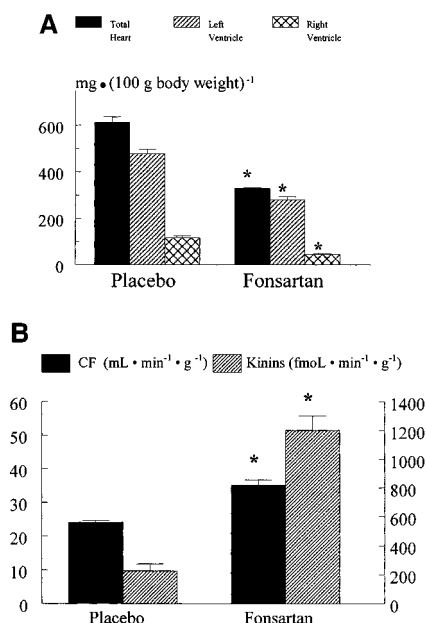 A
Total Heart
Left Ventricle
Right Ventricle
mg•(100 g body weight)⁻¹
600
400
200
0
* * *
Placebo Fonsartan
B
CF (mL • min⁻¹ • g⁻¹) Kinins (fmoL • min⁻¹ • g⁻¹)
60
50
40
30
20
10
0
* *
1400
1200
1000
800
600
400
200
0
Placebo Fonsartan